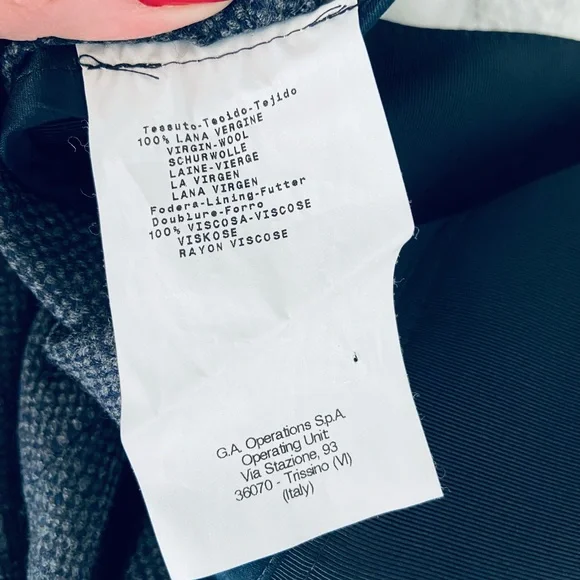 Tessuto-Tecido-Tejido
100% LANA VERGINE
VIRGIN-WOOL
SCHURWOLLE
LAINE-VIERGE
LA VIRGEN
LANA VIRGEN
Fodera-Lining-Futter
Doublure-Forro
100% VISCOSA-VISCOSE
VISKOSE
RAYON VISCOSE
G.A. Operations S.p.A.
Operating Unit
Via Stazione, 93
36070 - Trissino (VI)
(Italy)